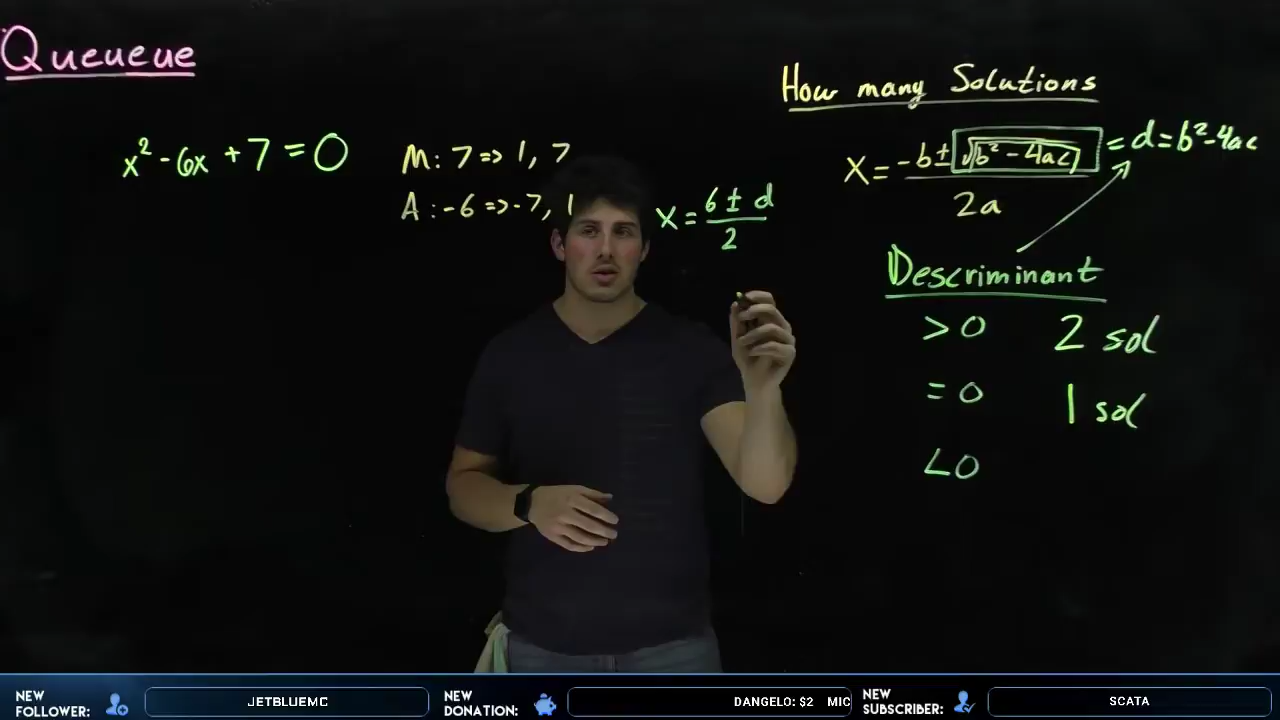 Queueue
How many Solutions
x² - 6x + 7 = 0
M: 7 => 1, 7
A: -6 => -7, 1
X = 6 ± d / 2
X = -b ± √b² - 4ac / 2a
= d = b² - 4ac
Descriminant
> 0 2 sol
= 0 1 sol
< 0
NEW FOLLOWER: JETBLUEMC
NEW DONATION: DANGELO: $2 MIC
NEW SUBSCRIBER: SCATA